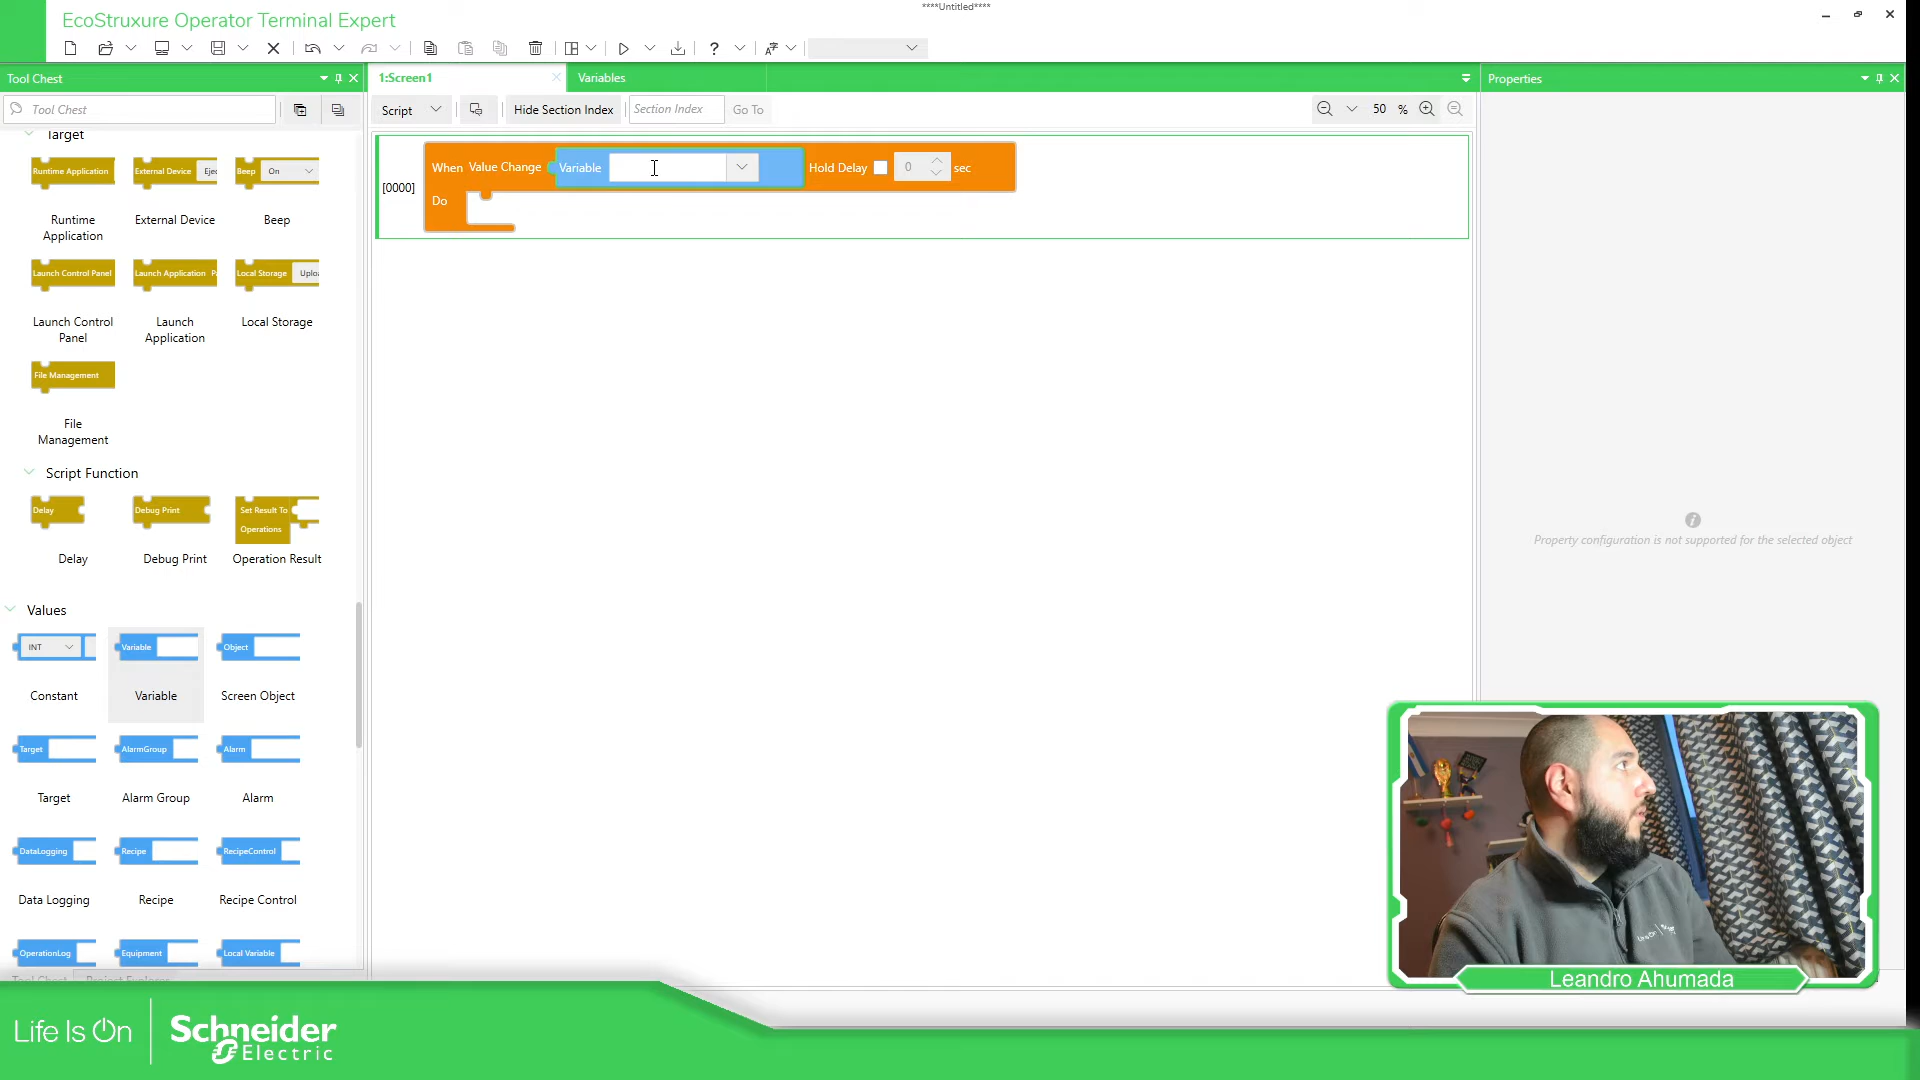 ****Untitled****
EcoStruxure Operator Terminal Expert
Tool Chest
1:Screen1
Variables
Properties
Tool Chest
Script
Hide Section Index
Section Index
Go To
50 %
Target
Runtime Application
External Device
Beep On
Runtime Application
External Device
Beep
Launch Control Panel
Launch Application
Local Storage
Launch Control Panel
Launch Application
Local Storage
File Management
File Management
Script Function
Delay
Debug Print
Set Result To
Operations
Delay
Debug Print
Operation Result
Values
INT
Variable
Object
Constant
Variable
Screen Object
Target
AlarmGroup
Alarm
Target
Alarm Group
Alarm
DataLogging
Recipe
RecipeControl
Data Logging
Recipe
Recipe Control
OperationLog
Equipment
Local Variable
[0000]
When Value Change Variable Hold Delay 0 sec
Do
Property configuration is not supported for the selected object
Leandro Ahumada
Life Is On
Schneider
Electric